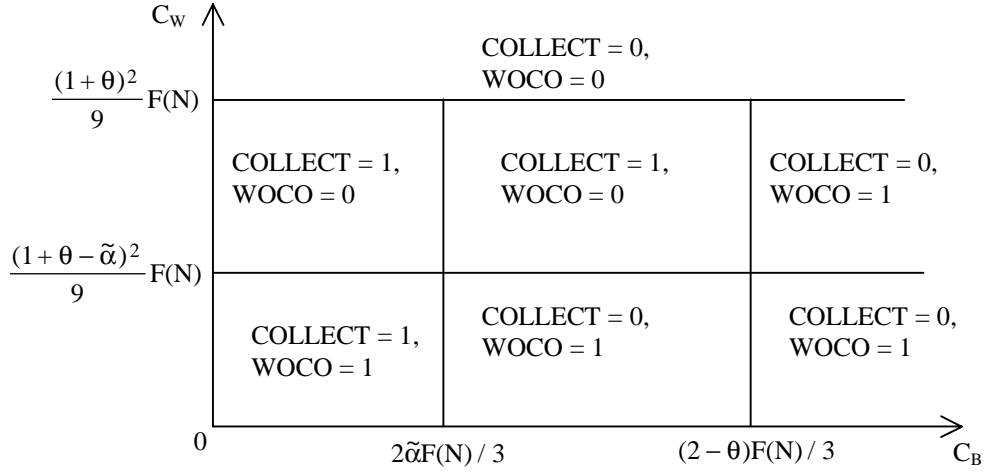 C_W
COLLECT = 0,
WOCO = 0
(1 + θ)²/9 F(N)
COLLECT = 1,
WOCO = 0
COLLECT = 1,
WOCO = 0
COLLECT = 0,
WOCO = 1
(1 + θ − α̃)²/9 F(N)
COLLECT = 1,
WOCO = 1
COLLECT = 0,
WOCO = 1
COLLECT = 0,
WOCO = 1
0
2α̃F(N) / 3
(2 − θ)F(N) / 3
C_B